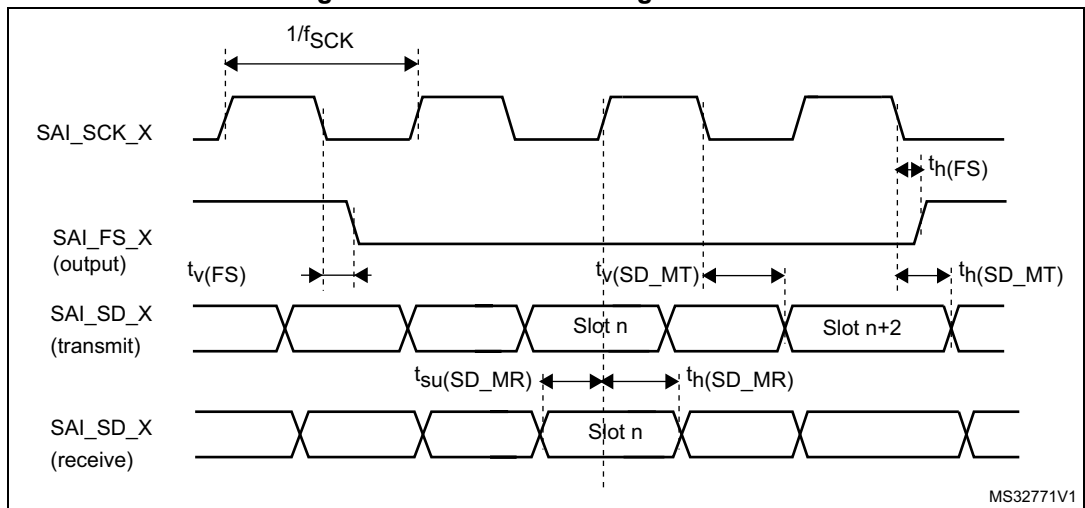 1/fSCK
SAI_SCK_X
th(FS)
SAI_FS_X
(output)
tv(FS)
tv(SD_MT)
th(SD_MT)
SAI_SD_X
(transmit)
Slot n
Slot n+2
tsu(SD_MR)
th(SD_MR)
SAI_SD_X
(receive)
Slot n
MS32771V1